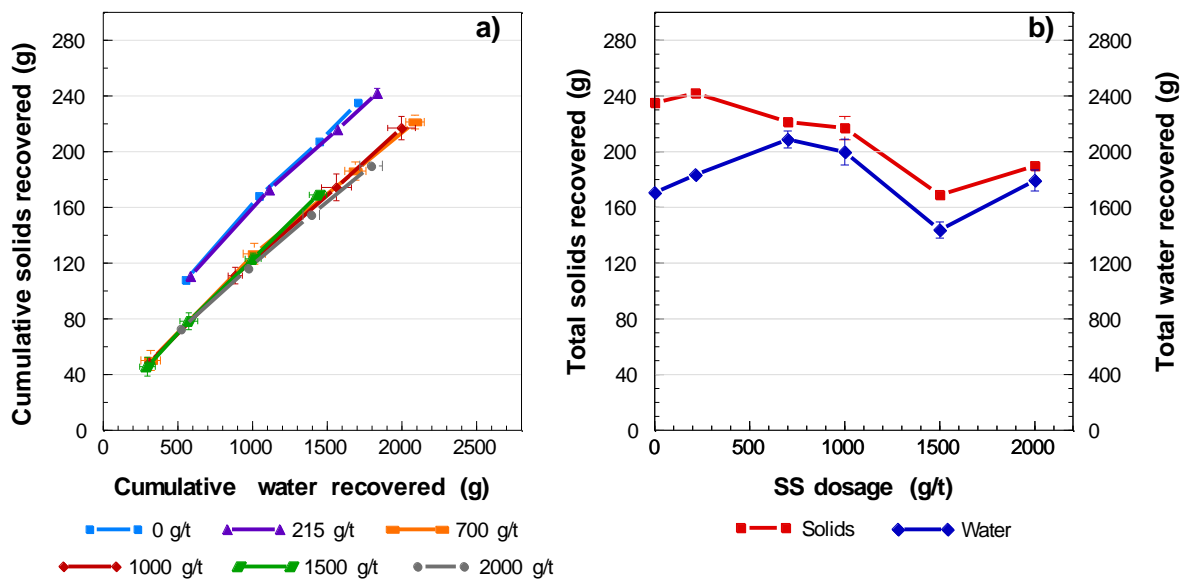 a)
Cumulative solids recovered (g)
280
240
200
160
120
80
40
0
0 500 1000 1500 2000 2500
Cumulative water recovered (g)
0 g/t 215 g/t 700 g/t
1000 g/t 1500 g/t 2000 g/t
b)
Total solids recovered (g)
280
240
200
160
120
80
40
0
2800
2400
2000
1600
1200
800
400
0
Total water recovered (g)
0 500 1000 1500 2000
SS dosage (g/t)
Solids Water